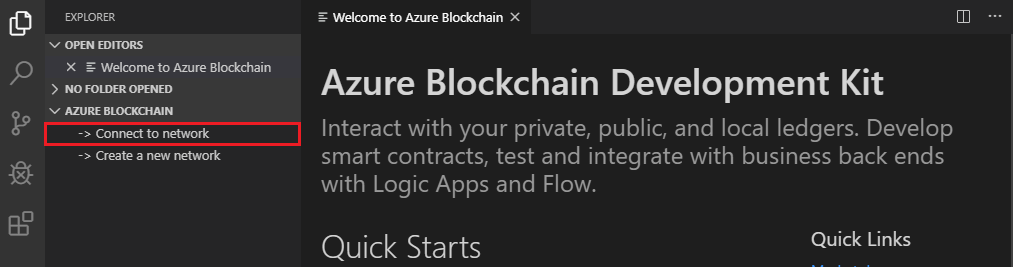 EXPLORER
OPEN EDITORS
Welcome to Azure Blockchain
NO FOLDER OPENED
AZURE BLOCKCHAIN
-> Connect to network
-> Create a new network
Welcome to Azure Blockchain
Azure Blockchain Development Kit
Interact with your private, public, and local ledgers. Develop
smart contracts, test and integrate with business back ends
with Logic Apps and Flow.
Quick Starts
Quick Links